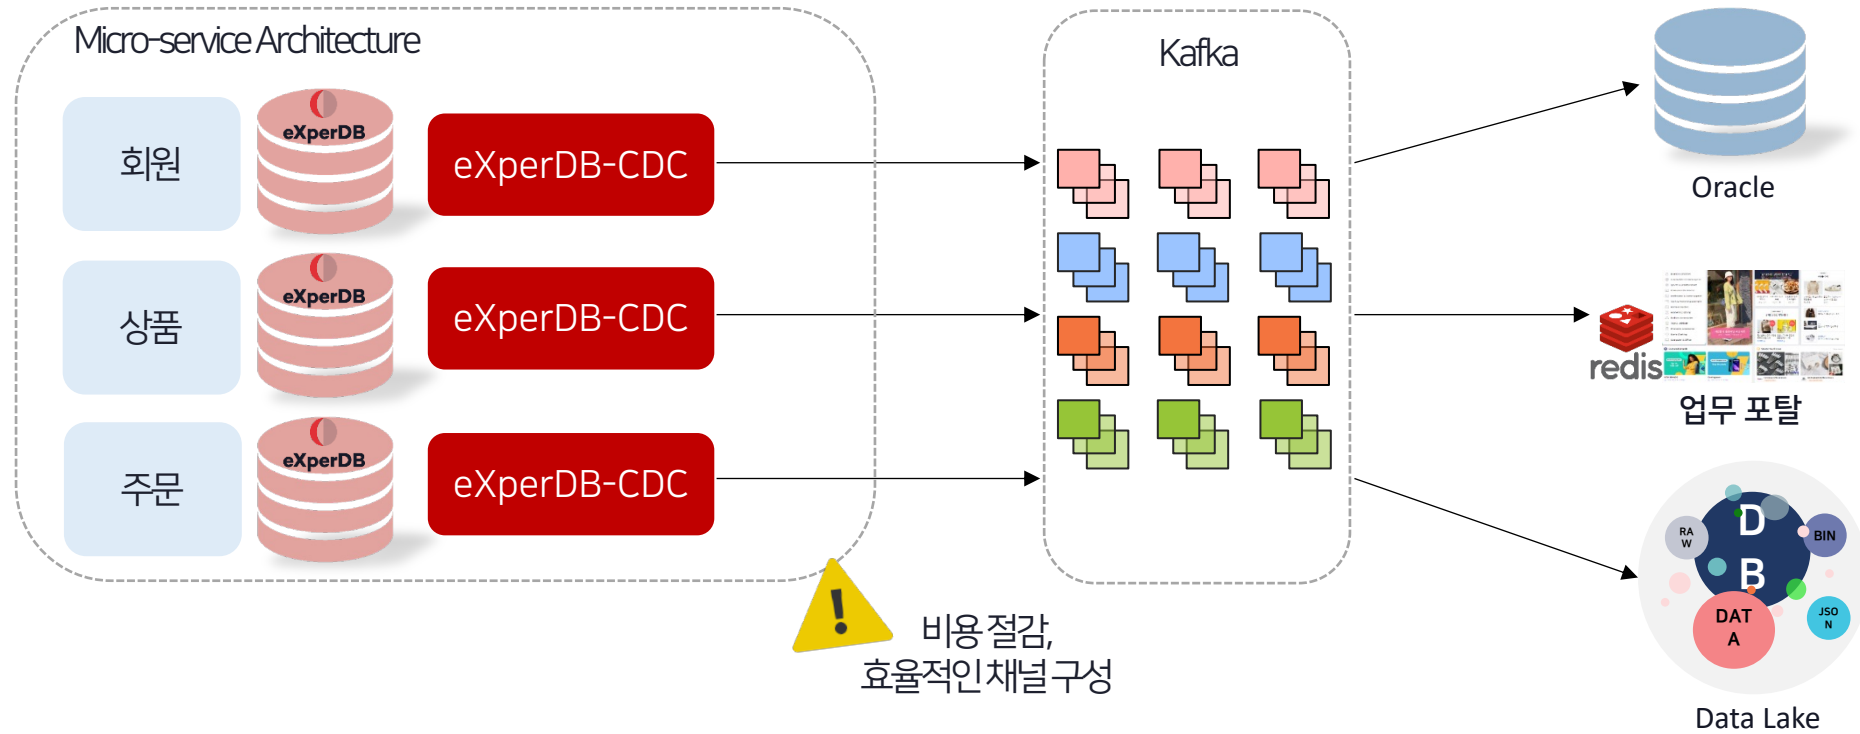 Micro-service Architecture
회원
eXperDB
eXperDB-CDC
상품
eXperDB
eXperDB-CDC
주문
eXperDB
eXperDB-CDC
비용 절감,
효율적인 채널 구성
Kafka
Oracle
redis
업무 포탈
RA
W
D
B
BIN
DAT
A
JSO
N
Data Lake